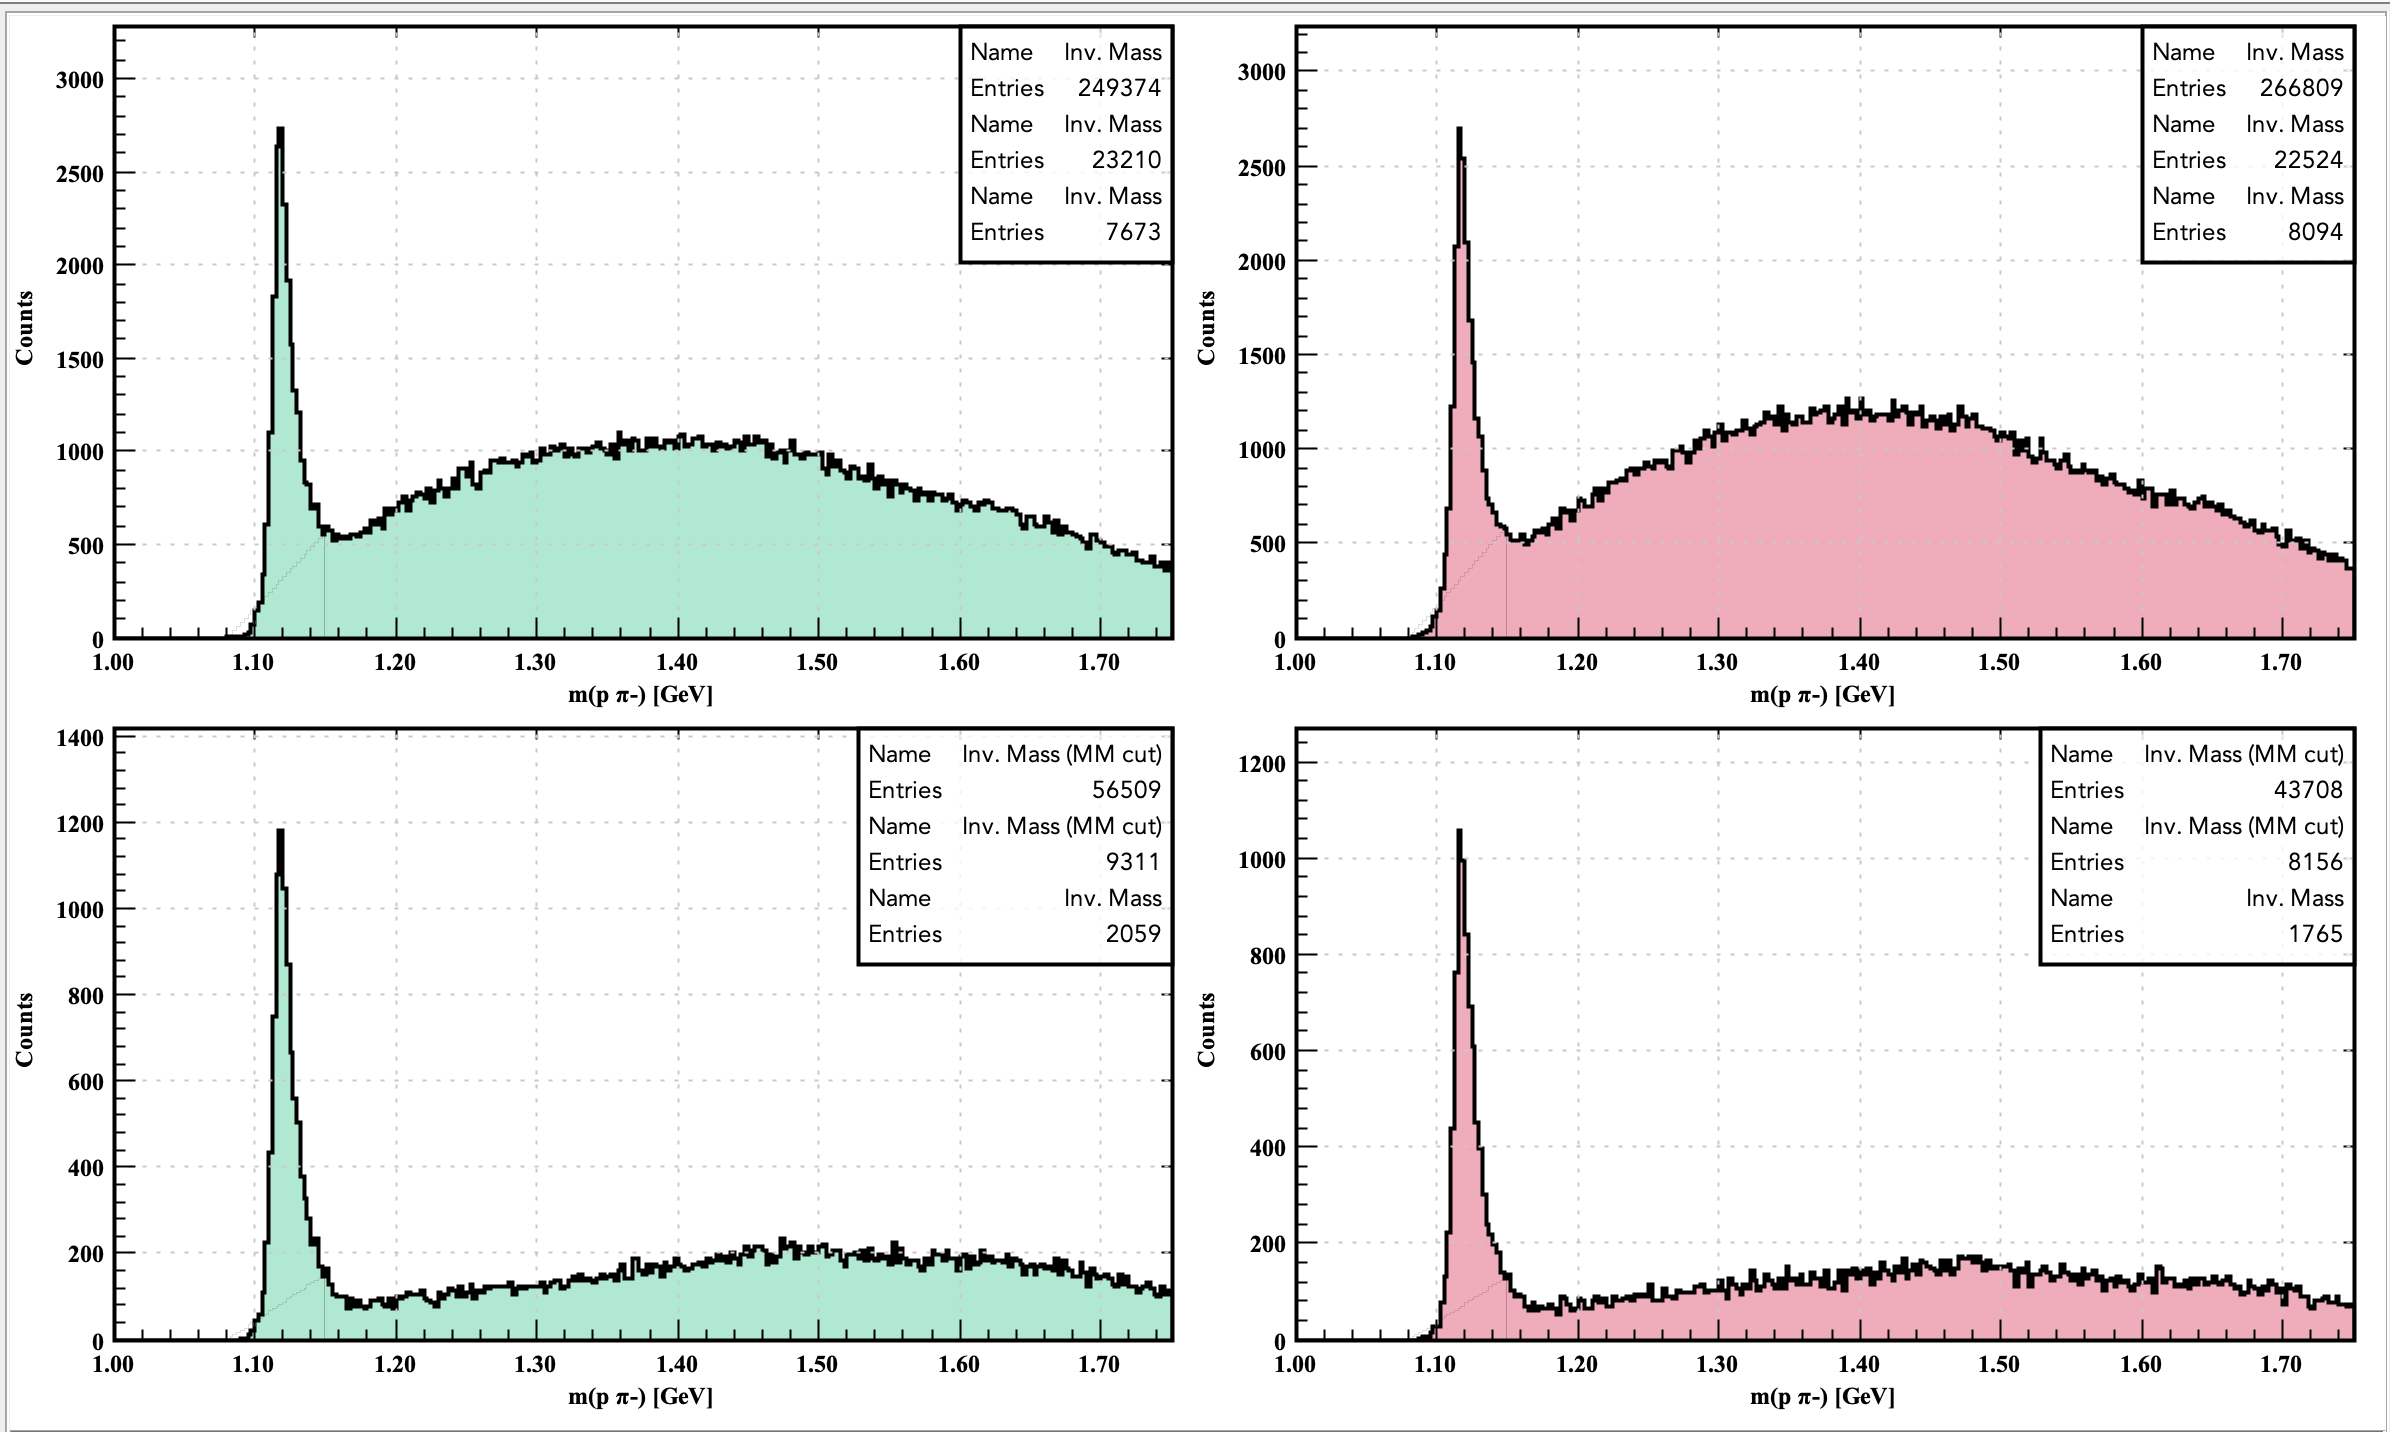 Name Inv. Mass
Entries 249374
Name Inv. Mass
Entries 23210
Name Inv. Mass
Entries 7673
3000
2500
2000
1500
1000
500
0
Counts
1.00 1.10 1.20 1.30 1.40 1.50 1.60 1.70
m(p π-) [GeV]
Name Inv. Mass
Entries 266809
Name Inv. Mass
Entries 22524
Name Inv. Mass
Entries 8094
3000
2500
2000
1500
1000
500
0
Counts
1.00 1.10 1.20 1.30 1.40 1.50 1.60 1.70
m(p π-) [GeV]
Name Inv. Mass (MM cut)
Entries 56509
Name Inv. Mass (MM cut)
Entries 9311
Name Inv. Mass
Entries 2059
1400
1200
1000
800
600
400
200
0
Counts
1.00 1.10 1.20 1.30 1.40 1.50 1.60 1.70
m(p π-) [GeV]
Name Inv. Mass (MM cut)
Entries 43708
Name Inv. Mass (MM cut)
Entries 8156
Name Inv. Mass
Entries 1765
1200
1000
800
600
400
200
0
Counts
1.00 1.10 1.20 1.30 1.40 1.50 1.60 1.70
m(p π-) [GeV]